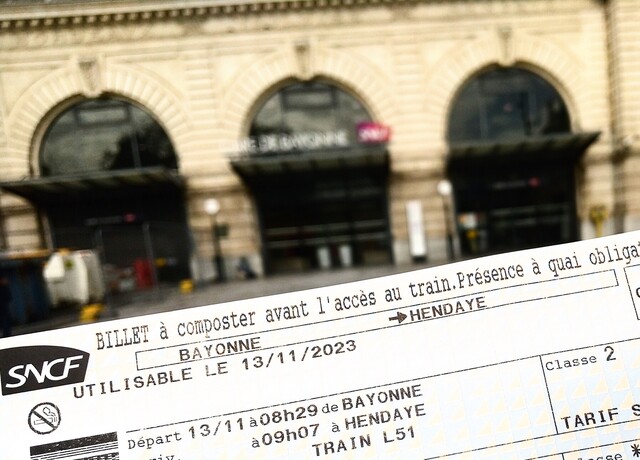 GARE DE BAYONNE SNCF
BILLET à composter avant l'accès au train.Présence à quai obliga
BAYONNE → HENDAYE
SNCF UTILISABLE LE 13/11/2023
Classe 2
Départ 13/11 à 08h29 de BAYONNE
à 09h07 à HENDAYE
TRAIN L51
TARIF S